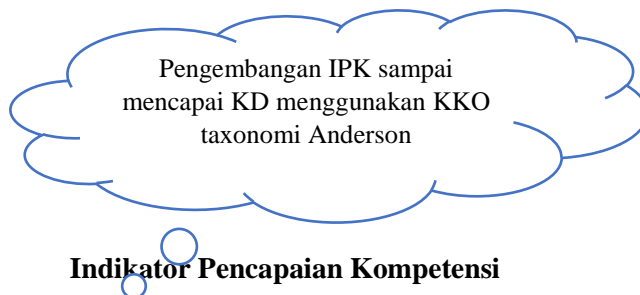 Pengembangan IPK sampai
mencapai KD menggunakan KKO
taxonomi Anderson
Indikator Pencapaian Kompetensi